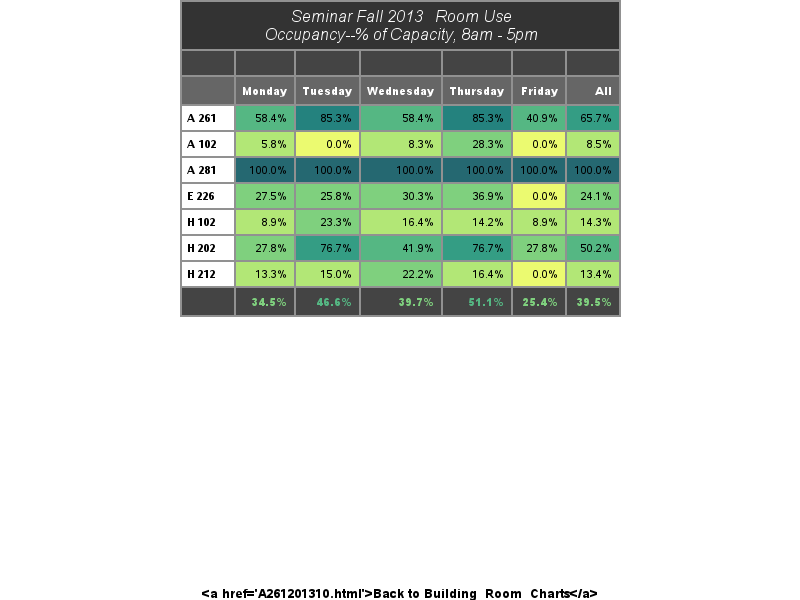 Seminar Fall 2013   Room Use
Occupancy--% of Capacity, 8am - 5pm
Monday Tuesday Wednesday Thursday Friday All
A 261 58.4% 85.3% 58.4% 85.3% 40.9% 65.7%
A 102 5.8% 0.0% 8.3% 28.3% 0.0% 8.5%
A 281 100.0% 100.0% 100.0% 100.0% 100.0% 100.0%
E 226 27.5% 25.8% 30.3% 36.9% 0.0% 24.1%
H 102 8.9% 23.3% 16.4% 14.2% 8.9% 14.3%
H 202 27.8% 76.7% 41.9% 76.7% 27.8% 50.2%
H 212 13.3% 15.0% 22.2% 16.4% 0.0% 13.4%
34.5% 46.6% 39.7% 51.1% 25.4% 39.5%
<a href='A261201310.html'>Back to Building  Room  Charts</a>